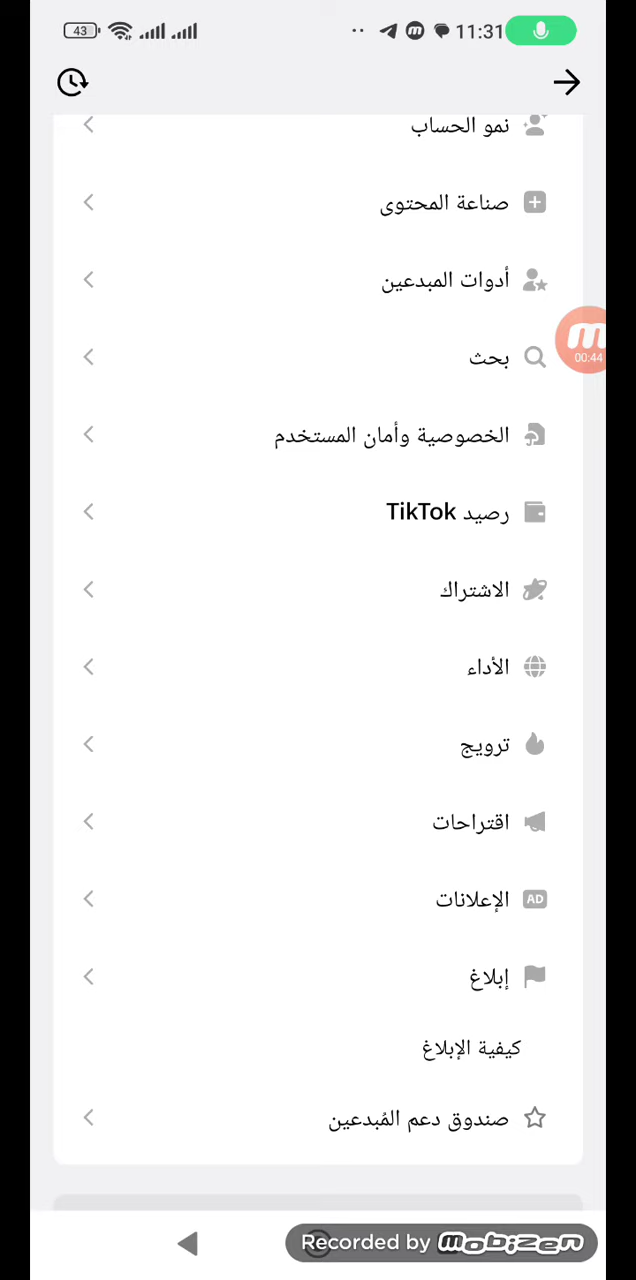 43
11:31
نمو الحساب
صناعة المحتوى
أدوات المبدعين
بحث
00:44
الخصوصية وأمان المستخدم
رصيد TikTok
الاشتراك
الأداء
ترويج
اقتراحات
الإعلانات
AD
إبلاغ
كيفية الإبلاغ
صندوق دعم المُبدعين
Recorded by Mobizen